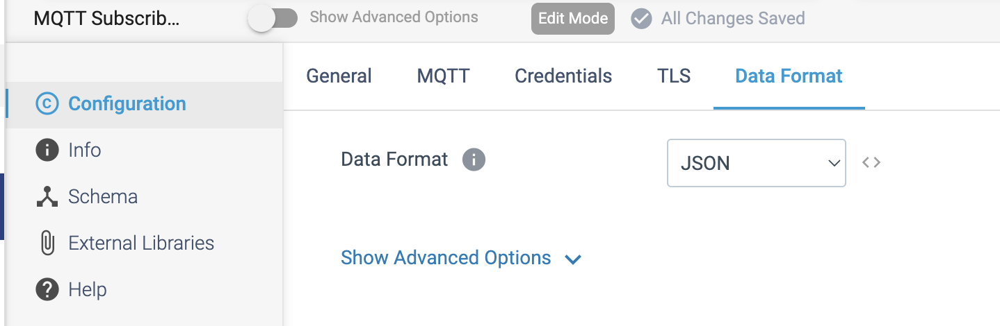 MQTT Subscrib...
Show Advanced Options
Edit Mode
All Changes Saved
Configuration
Info
Schema
External Libraries
Help
General
MQTT
Credentials
TLS
Data Format
Data Format
JSON
Show Advanced Options